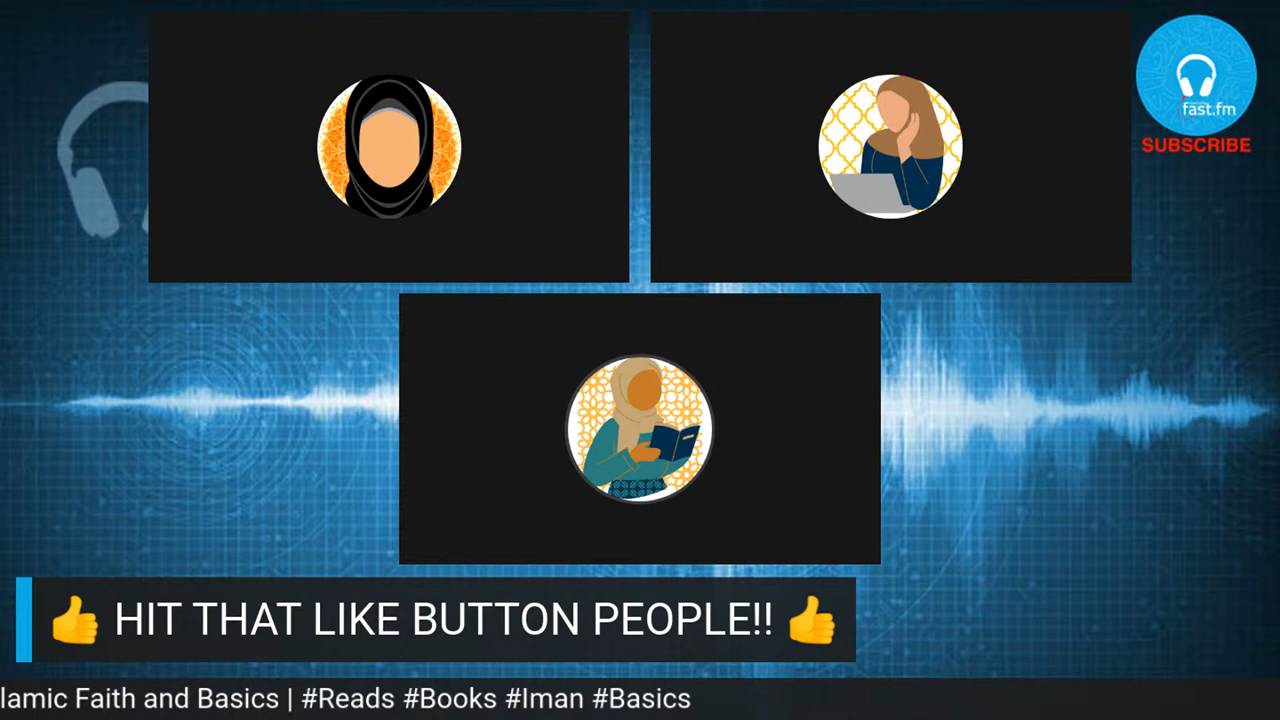 fast.fm
SUBSCRIBE
👍 HIT THAT LIKE BUTTON PEOPLE!! 👍
lamic Faith and Basics | #Reads #Books #Iman #Basics